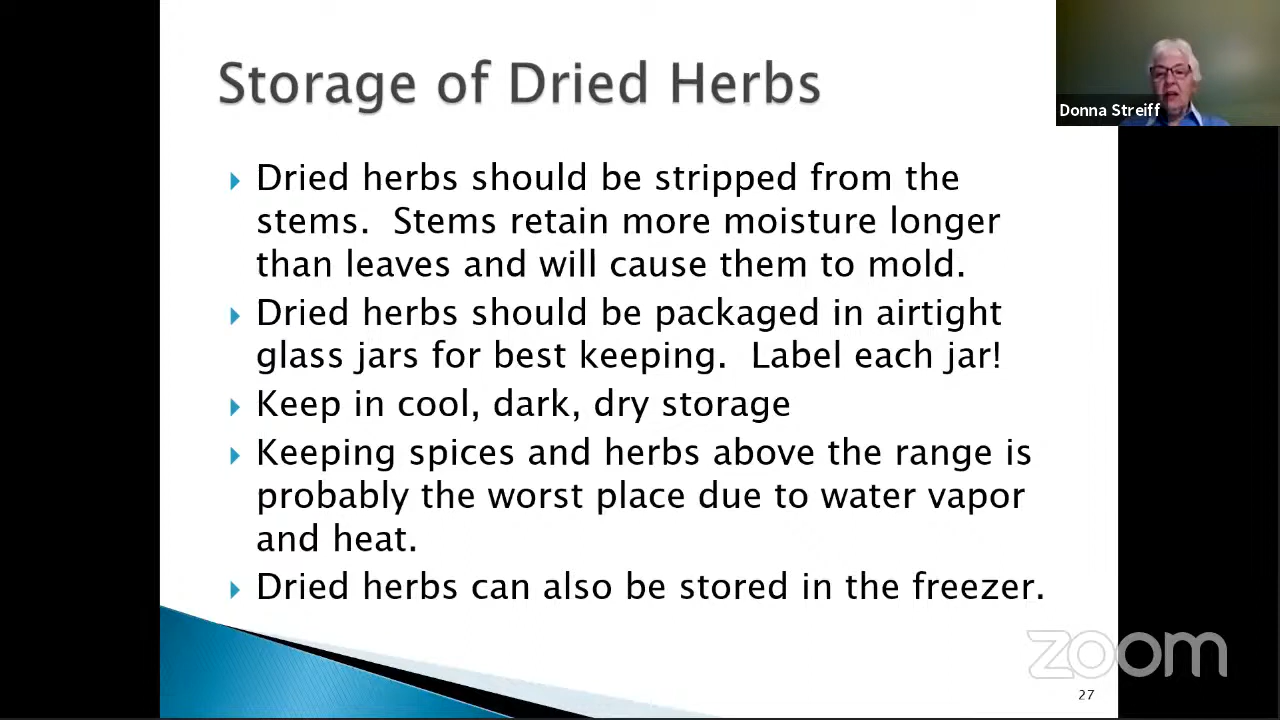 Storage of Dried Herbs
Donna Streiff
Dried herbs should be stripped from the
stems.  Stems retain more moisture longer
than leaves and will cause them to mold.
Dried herbs should be packaged in airtight
glass jars for best keeping.  Label each jar!
Keep in cool, dark, dry storage
Keeping spices and herbs above the range is
probably the worst place due to water vapor
and heat.
Dried herbs can also be stored in the freezer.
zoom
27